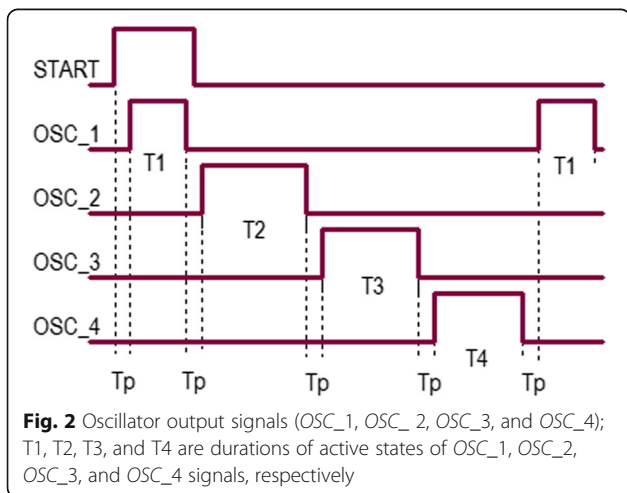 START
OSC_1
T1
T1
OSC_2
T2
OSC_3
T3
OSC_4
T4
Tp Tp Tp Tp Tp
Fig. 2 Oscillator output signals (OSC_1, OSC_ 2, OSC_3, and OSC_4);
T1, T2, T3, and T4 are durations of active states of OSC_1, OSC_2,
OSC_3, and OSC_4 signals, respectively